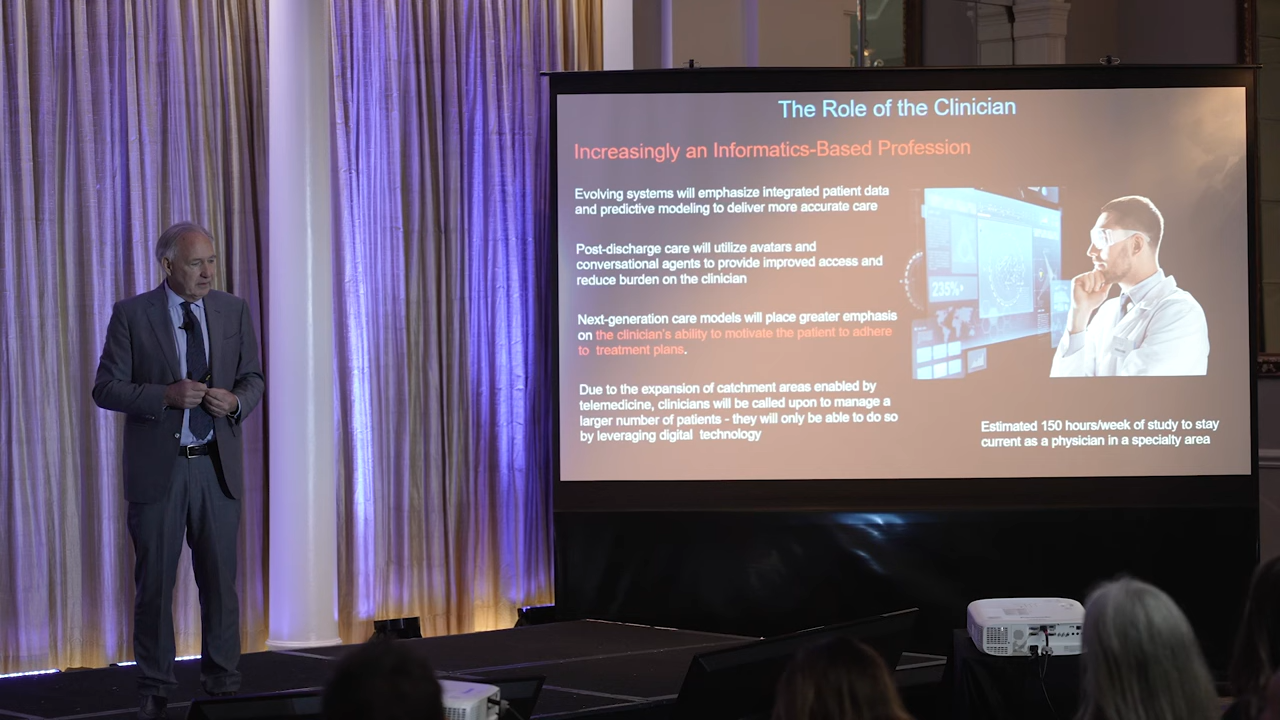 The Role of the Clinician
Increasingly an Informatics-Based Profession
Evolving systems will emphasize integrated patient data
and predictive modeling to deliver more accurate care
Post-discharge care will utilize avatars and
conversational agents to provide improved access and
reduce burden on the clinician
Next-generation care models will place greater emphasis
on the clinician's ability to motivate the patient to adhere
to treatment plans.
Due to the expansion of catchment areas enabled by
telemedicine, clinicians will be called upon to manage a
larger number of patients - they will only be able to do so
by leveraging digital technology
235%
Estimated 150 hours/week of study to stay
current as a physician in a specialty area